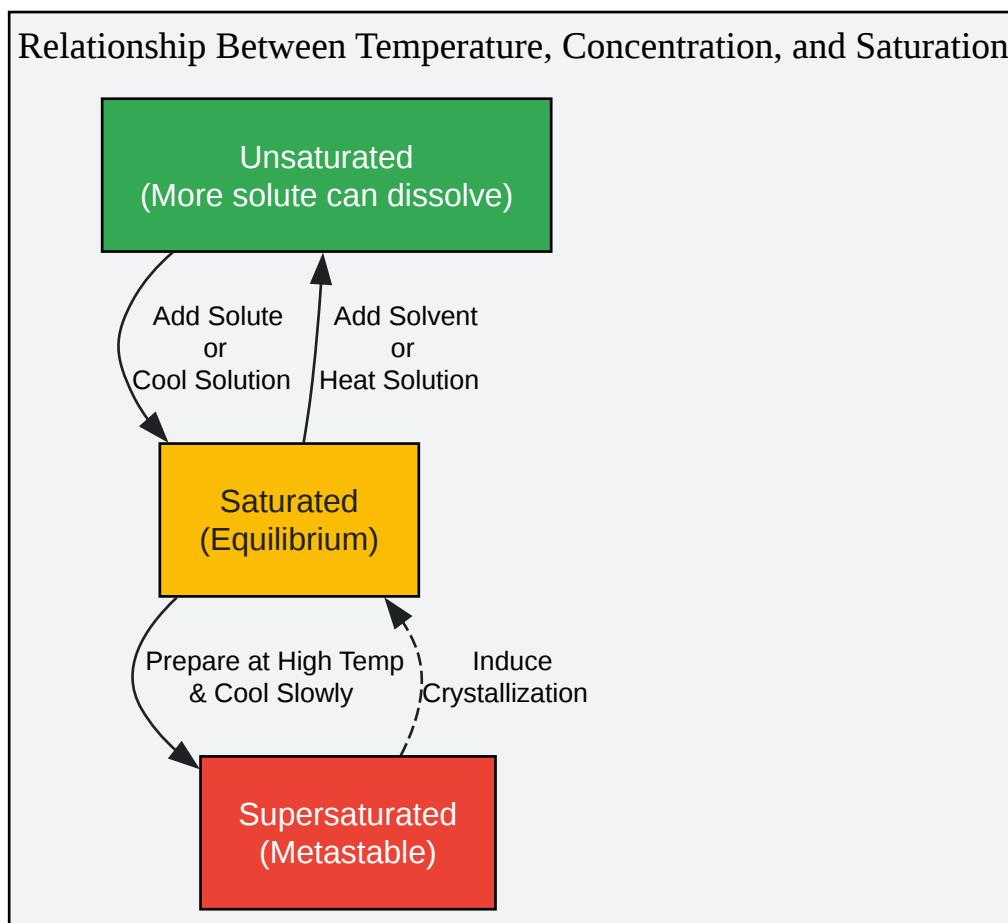 Relationship Between Temperature, Concentration, and Saturation
Unsaturated
(More solute can dissolve)
Add Solute
or
Cool Solution
Add Solvent
or
Heat Solution
Saturated
(Equilibrium)
Prepare at High Temp
& Cool Slowly
Induce
Crystallization
Supersaturated
(Metastable)